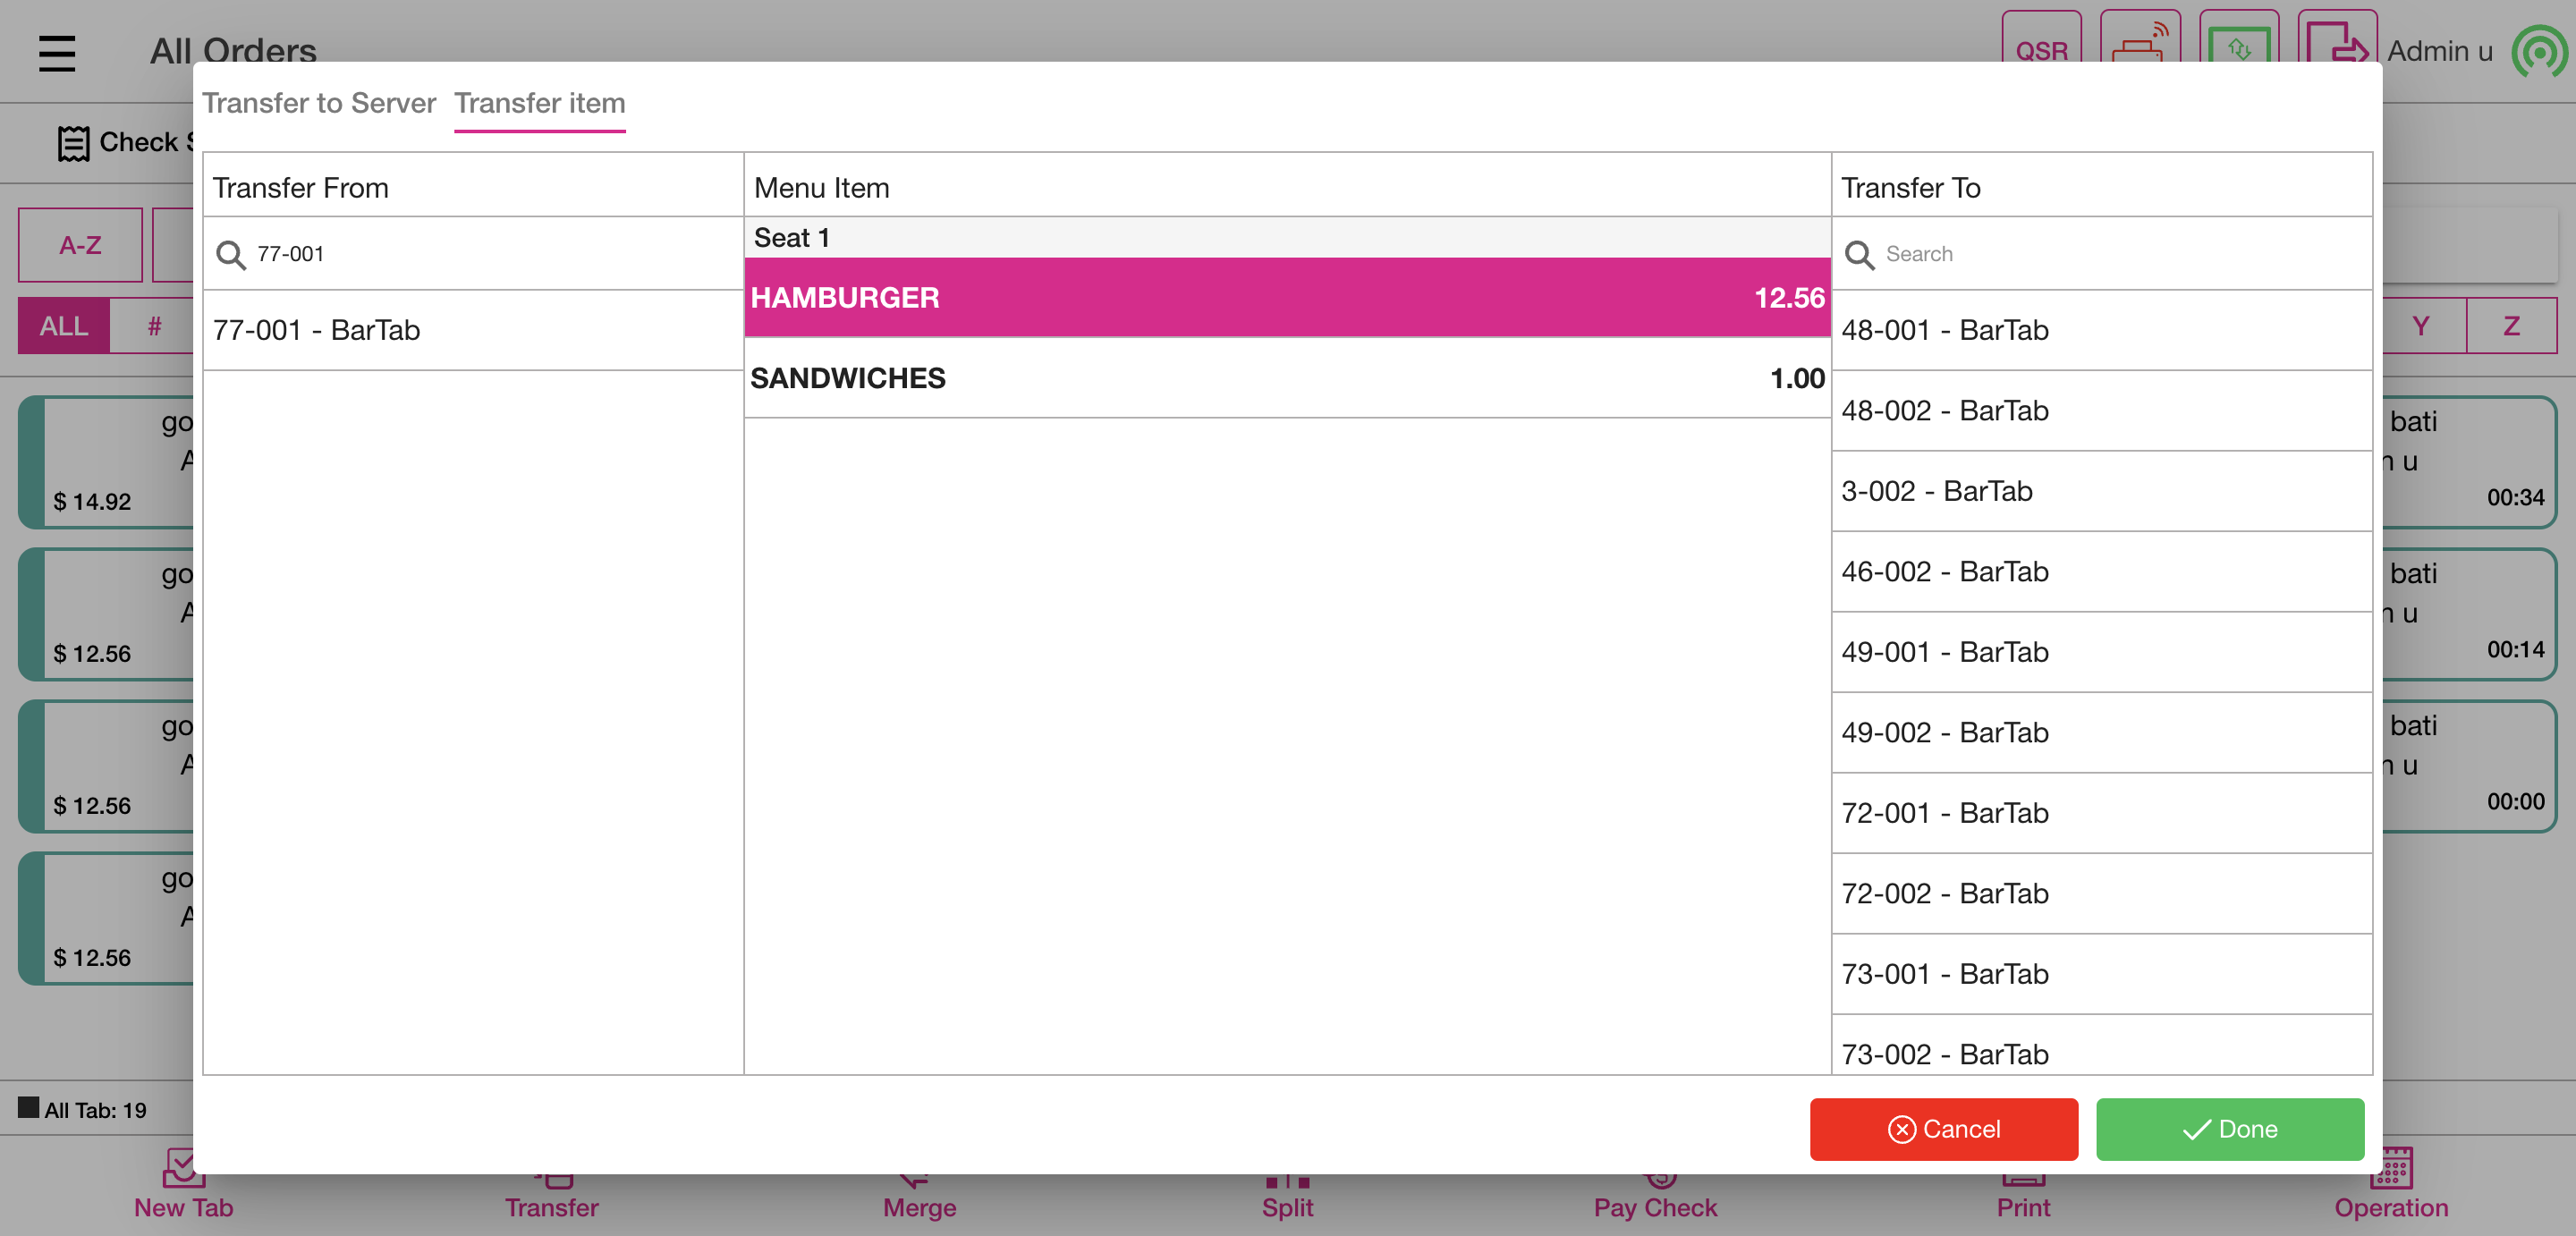 All Orders
QSR
Admin u
Transfer to Server
Transfer item
Check
Transfer From
Menu Item
Transfer To
77-001
Seat 1
Search
A-Z
HAMBURGER 12.56
ALL
#
77-001 - BarTab
48-001 - BarTab
Y
Z
SANDWICHES 1.00
48-002 - BarTab
3-002 - BarTab
46-002 - BarTab
49-001 - BarTab
49-002 - BarTab
72-001 - BarTab
72-002 - BarTab
73-001 - BarTab
73-002 - BarTab
go
A
$ 14.92
bati
u
00:34
go
A
$ 12.56
bati
u
00:14
go
A
$ 12.56
bati
u
00:00
go
A
$ 12.56
All Tab: 19
Cancel
Done
New Tab
Transfer
Merge
Split
Pay Check
Print
Operation